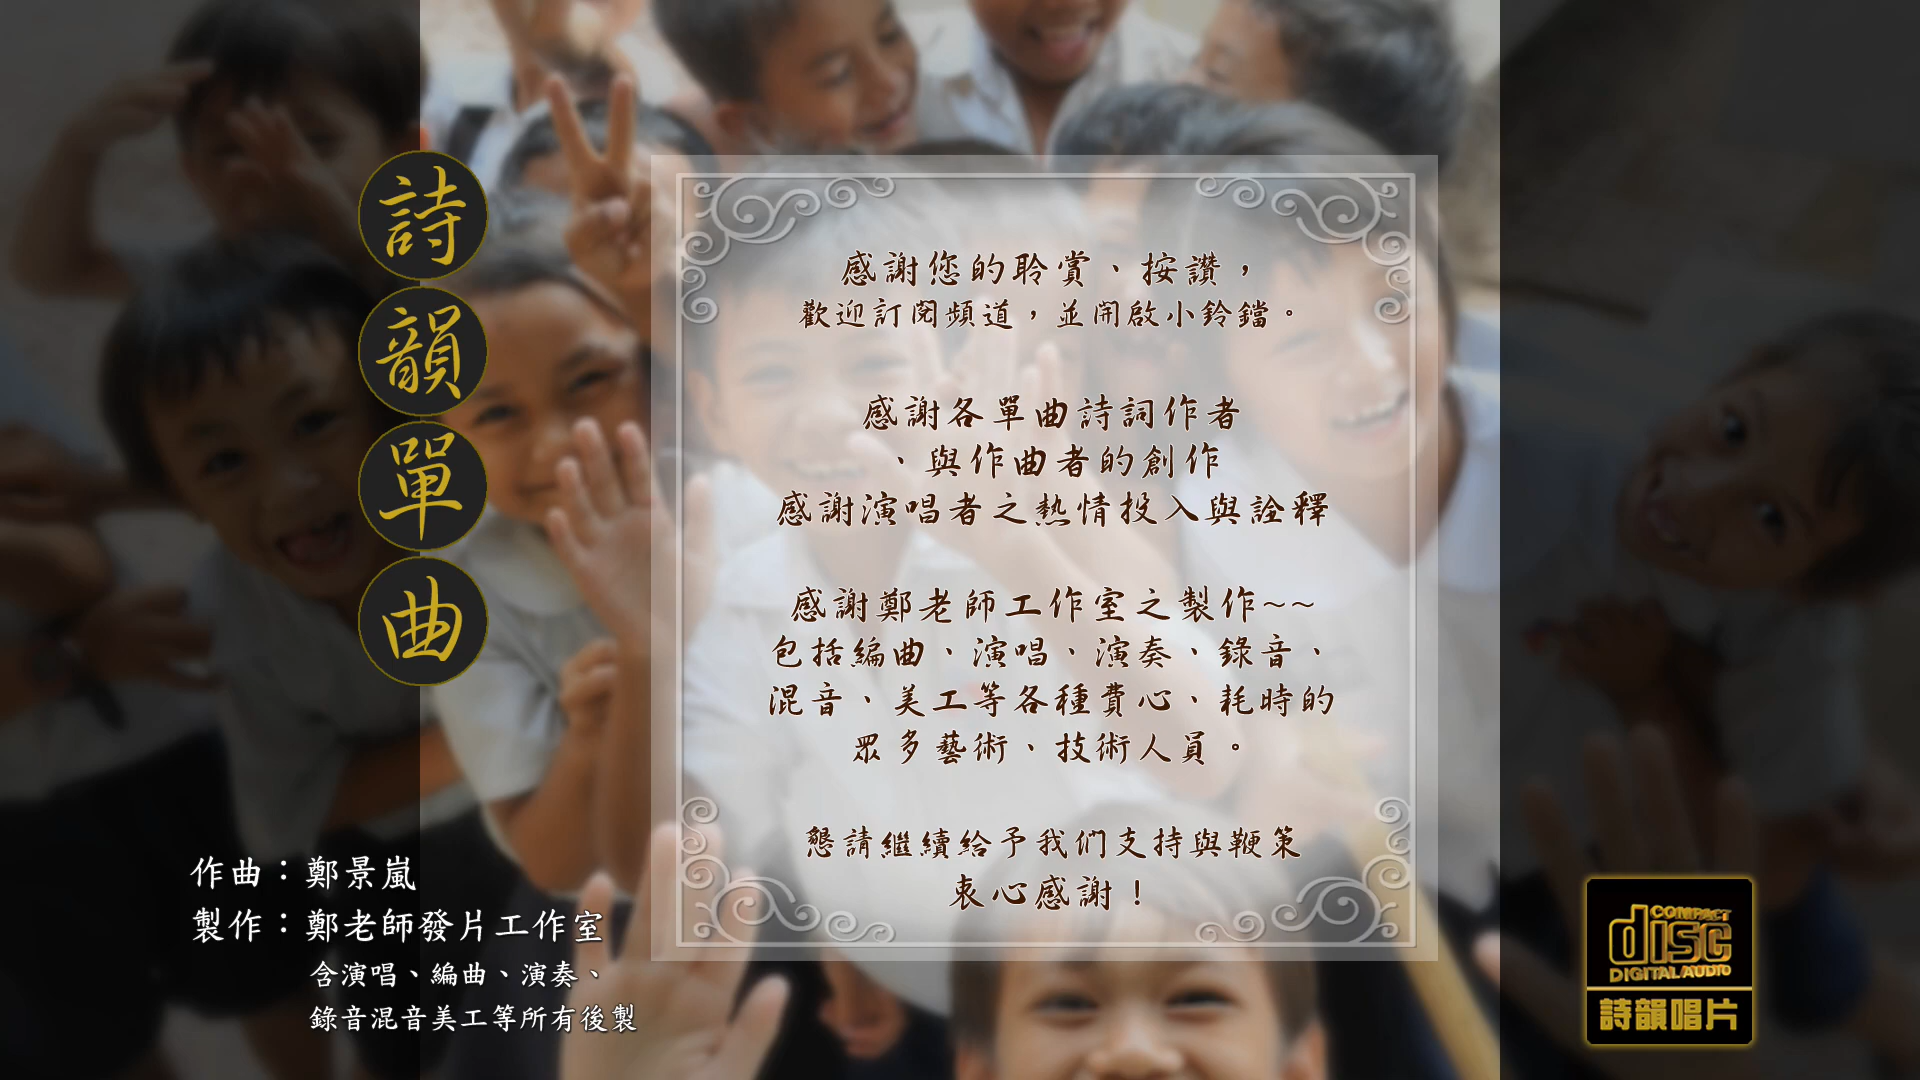 詩韻單曲
感謝您的聆賞、按讚，
歡迎訂閱頻道，並開啟小鈴鐺。
感謝各單曲詩詞作者
、與作曲者的創作
感謝演唱者之熱情投入與詮釋
感謝鄭老師工作室之製作~~
包括編曲、演唱、演奏、錄音、
混音、美工等各種費心、耗時的
眾多藝術、技術人員。
懇請繼續給予我們支持與鞭策
衷心感謝！
作曲：鄭景嵐
製作：鄭老師發片工作室
含演唱、編曲、演奏、
錄音混音美工等所有後製
COMPACT
disc
DIGITAL AUDIO
詩韻唱片